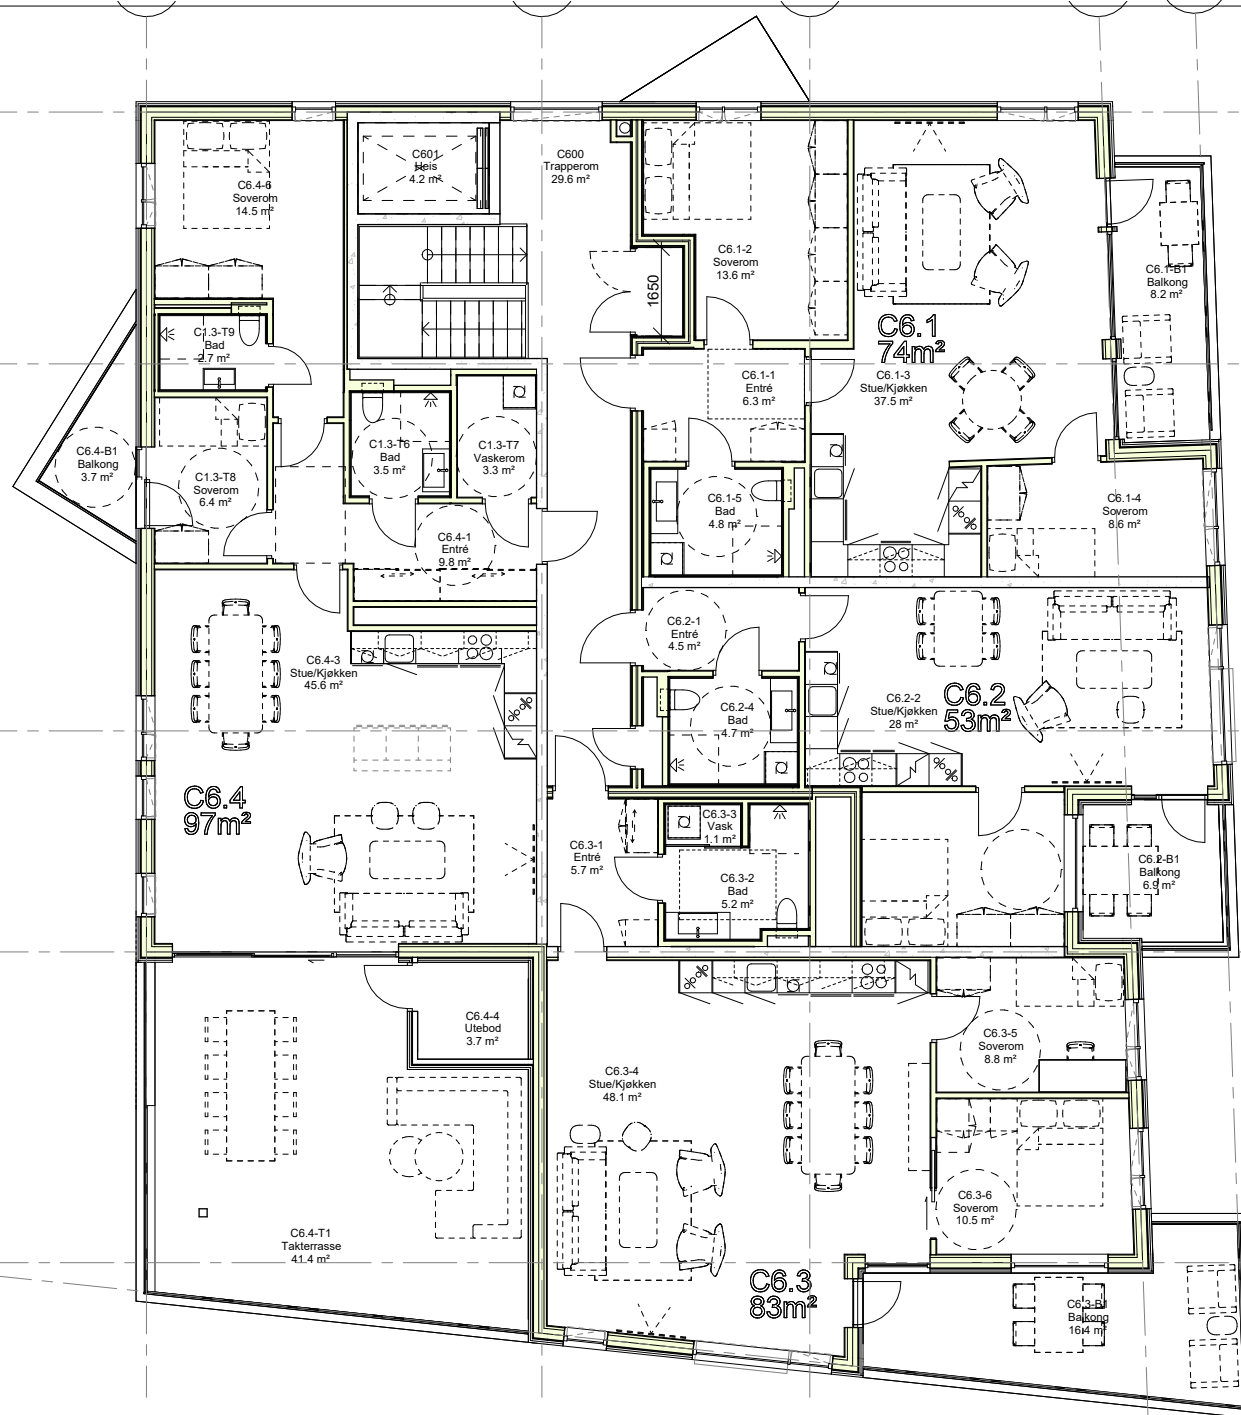 C601
Heis
4.2 m²
C600
Trapperom
29.6 m²
C6.4-6
Soverom
14.5 m²
C6.1-2
Soverom
13.6 m²
1650
C6.1-B1
Balkong
8.2 m²
C6.1
74m²
C1.3-T9
Bad
2.7 m²
C6.1-1
Entré
6.3 m²
C6.1-3
Stue/Kjøkken
37.5 m²
C6.4-B1
Balkong
3.7 m²
C1.3-T8
Soverom
6.4 m²
C1.3-T6
Bad
3.5 m²
C1.3-T7
Vaskerom
3.3 m²
C6.1-5
Bad
4.8 m²
C6.1-4
Soverom
8.6 m²
C6.4-1
Entré
9.8 m²
C6.2-1
Entré
4.5 m²
C6.4-3
Stue/Kjøkken
45.6 m²
C6.2-4
Bad
4.7 m²
C6.2-2
Stue/Kjøkken
28 m²
C6.2
53m²
C6.4
97m²
C6.3-3
Vask
1.1 m²
C6.3-1
Entré
5.7 m²
C6.3-2
Bad
5.2 m²
C6.2-B1
Balkong
6.9 m²
C6.4-4
Utebod
3.7 m²
C6.3-5
Soverom
8.8 m²
C6.3-4
Stue/Kjøkken
48.1 m²
C6.3-6
Soverom
10.5 m²
C6.4-T1
Takterrasse
41.4 m²
C6.3
83m²
C6.3-B1
Balkong
16.4 m²